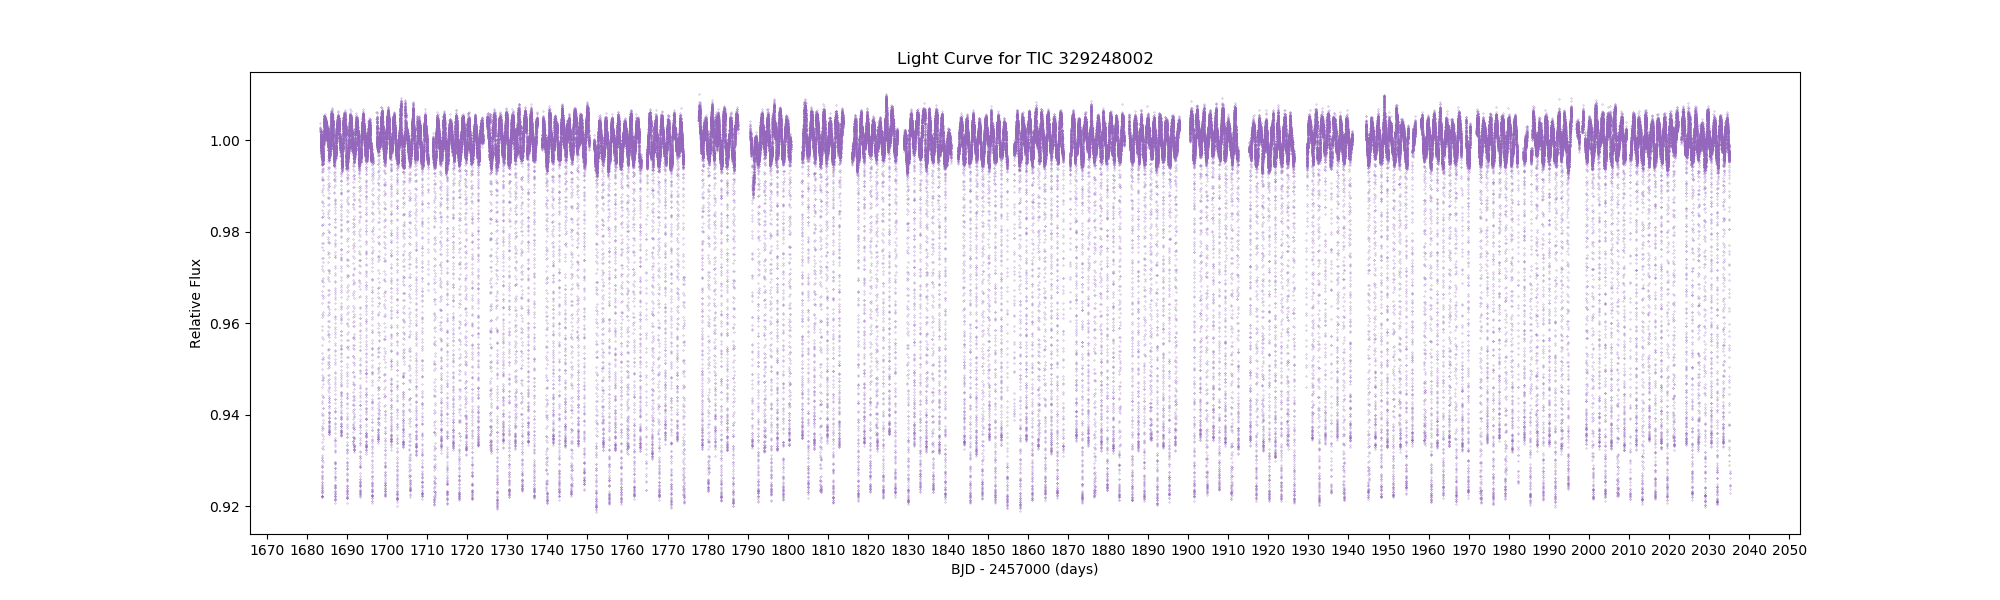 Light Curve for TIC 329248002
Relative Flux
1.00
0.98
0.96
0.94
0.92
1670 1680 1690 1700 1710 1720 1730 1740 1750 1760 1770 1780 1790 1800 1810 1820 1830 1840 1850 1860 1870 1880 1890 1900 1910 1920 1930 1940 1950 1960 1970 1980 1990 2000 2010 2020 2030 2040 2050
BJD - 2457000 (days)